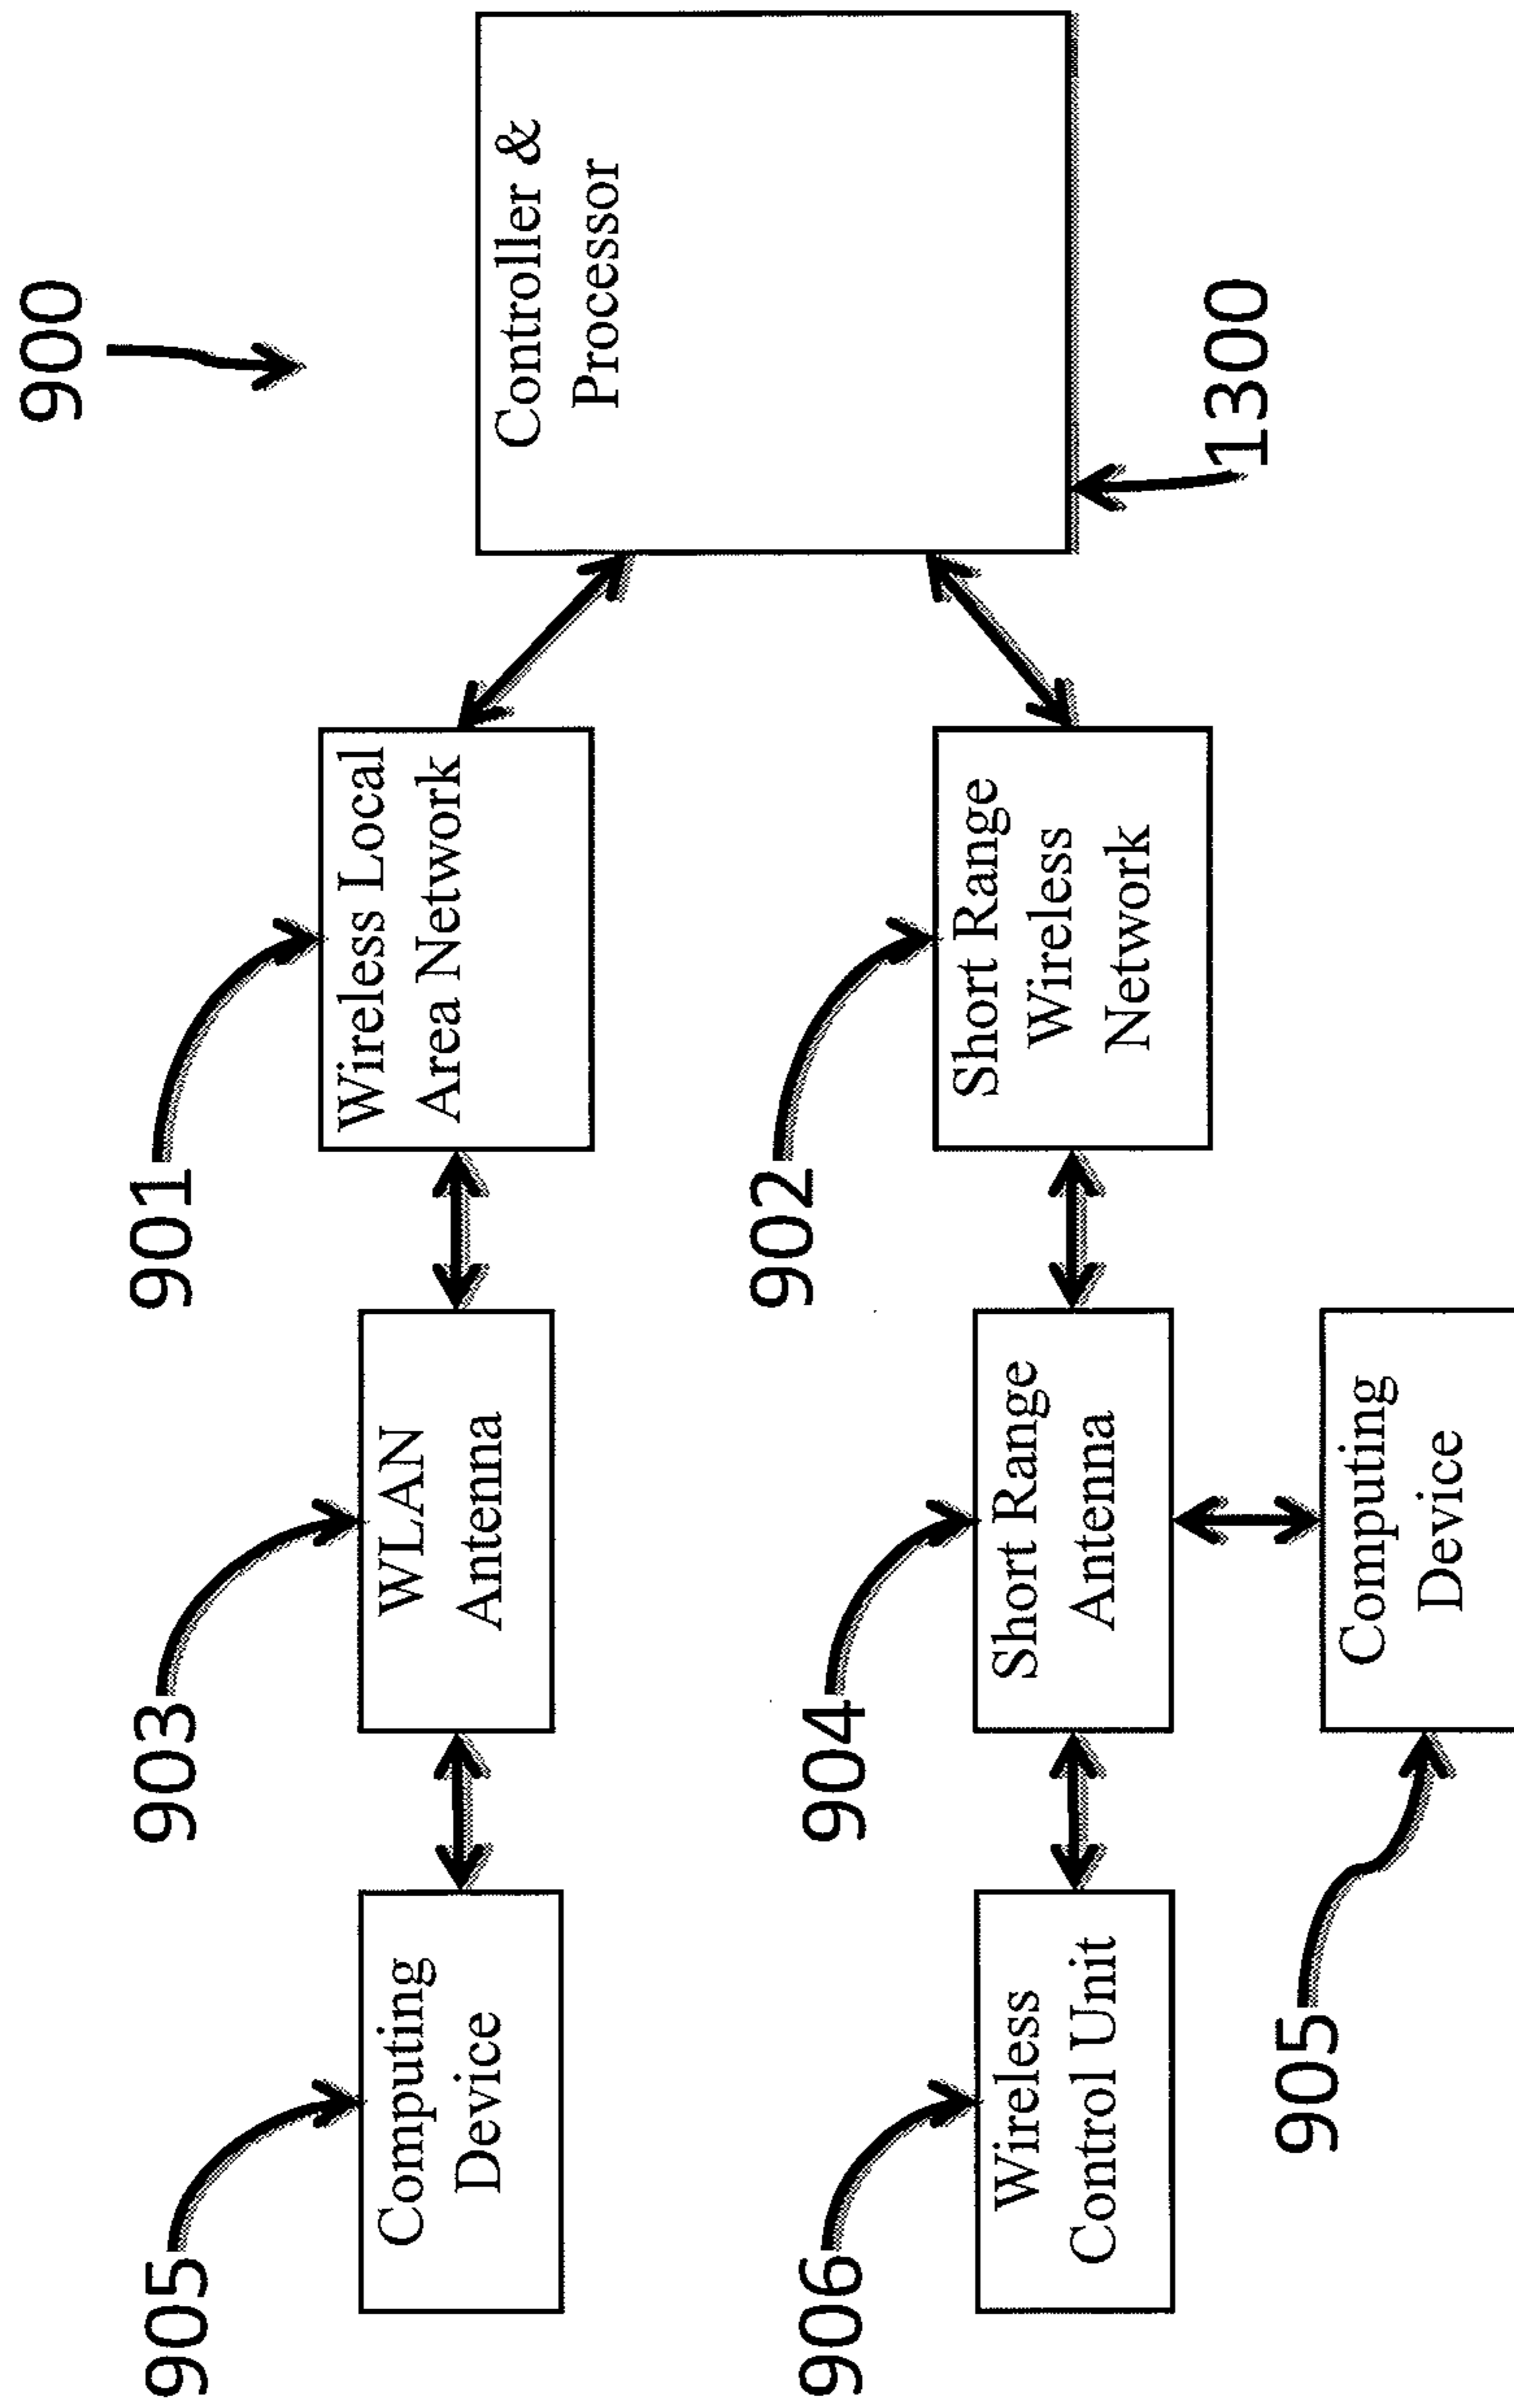 900
Controller &
Processor
1300
901
Wireless Local
Area Network
902
Short Range
Wireless
Network
903
WLAN
Antenna
904
Short Range
Antenna
905
Computing
Device
906
Wireless
Control Unit
905
Computing
Device